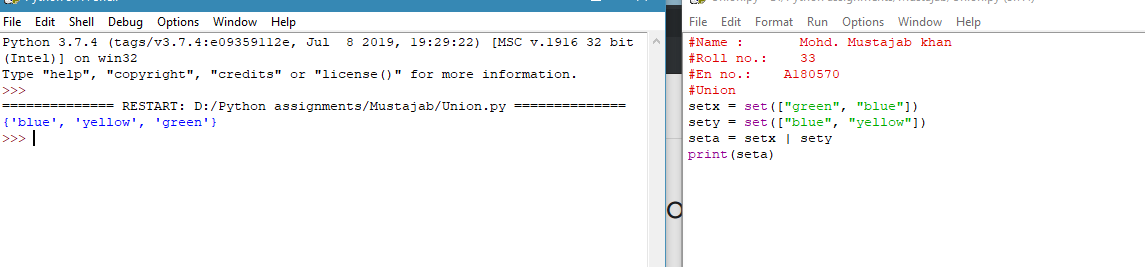 File Edit Shell Debug Options Window Help
Python 3.7.4 (tags/v3.7.4:e09359112e, Jul  8 2019, 19:29:22) [MSC v.1916 32 bit
(Intel)] on win32
Type "help", "copyright", "credits" or "license()" for more information.
>>>
============== RESTART: D:/Python assignments/Mustajab/Union.py ==============
{'blue', 'yellow', 'green'}
>>>
File Edit Format Run Options Window Help
#Name :       Mohd. Mustajab khan
#Roll no.:    33
#En no.:    A180570
#Union
setx = set(["green", "blue"])
sety = set(["blue", "yellow"])
seta = setx | sety
print(seta)